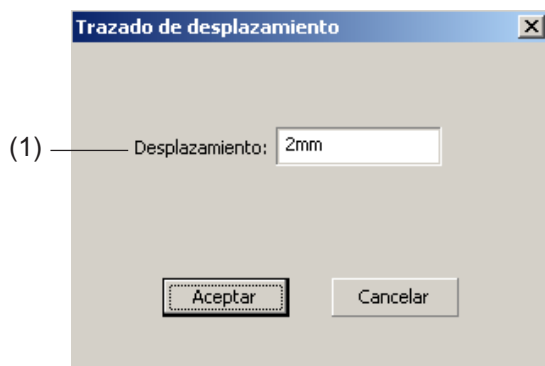 Trazado de desplazamiento
(1) Desplazamiento: 2mm
Aceptar Cancelar